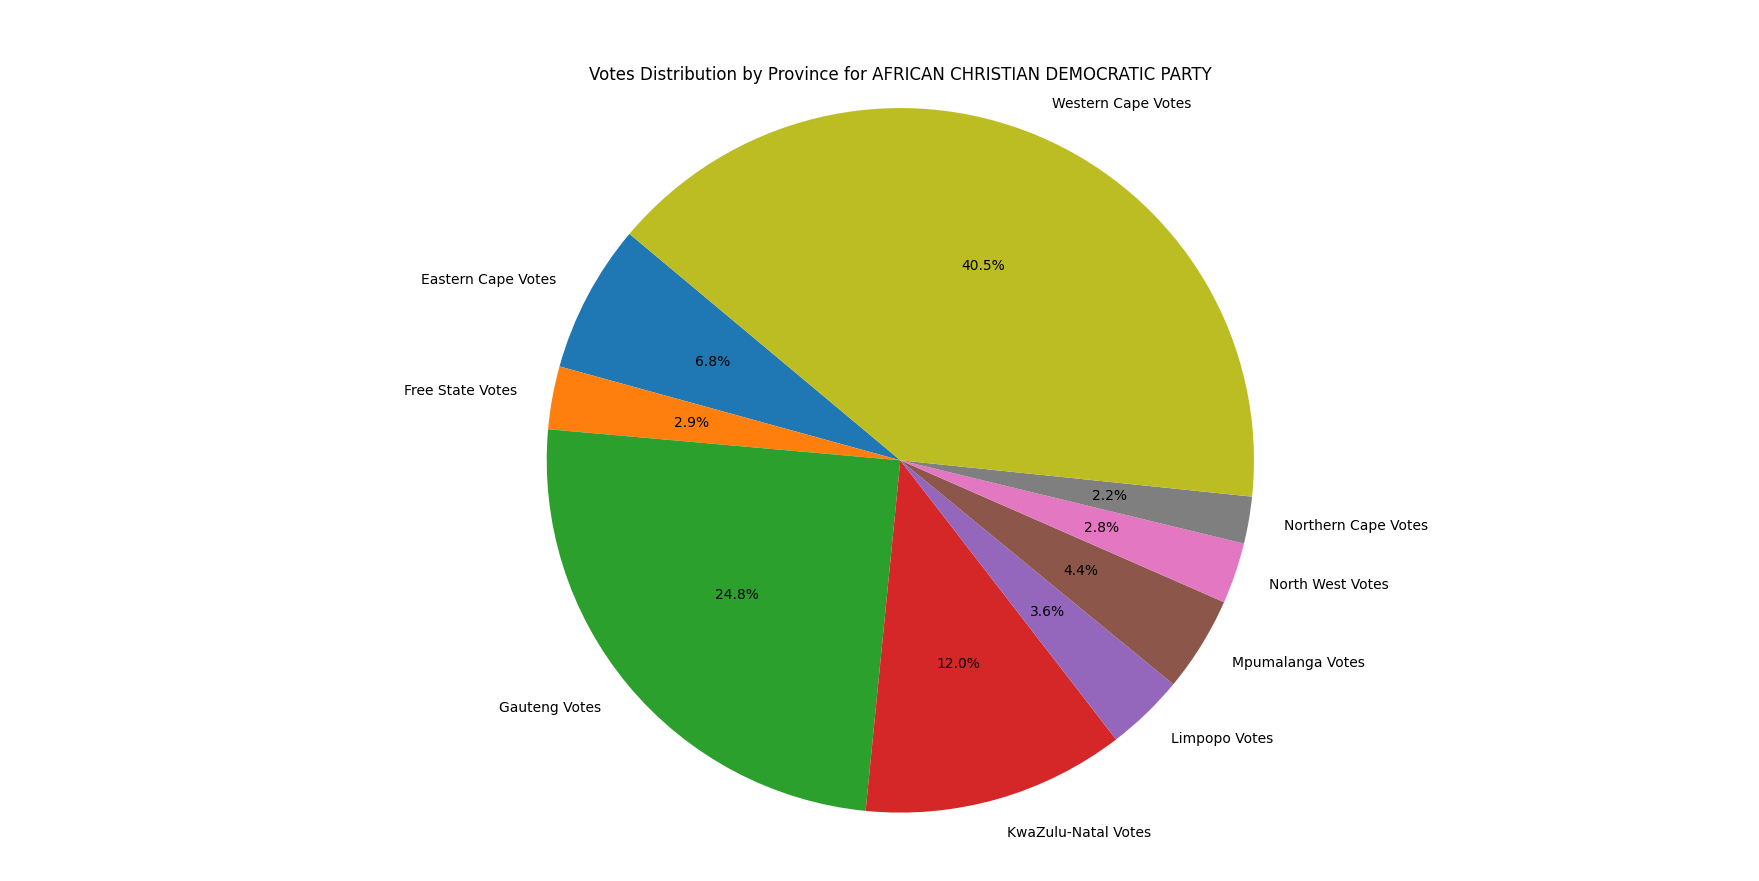 Votes Distribution by Province for AFRICAN CHRISTIAN DEMOCRATIC PARTY
Western Cape Votes
40.5%
Eastern Cape Votes
6.8%
Free State Votes
2.9%
Gauteng Votes
24.8%
KwaZulu-Natal Votes
12.0%
Limpopo Votes
3.6%
Mpumalanga Votes
4.4%
North West Votes
2.8%
Northern Cape Votes
2.2%